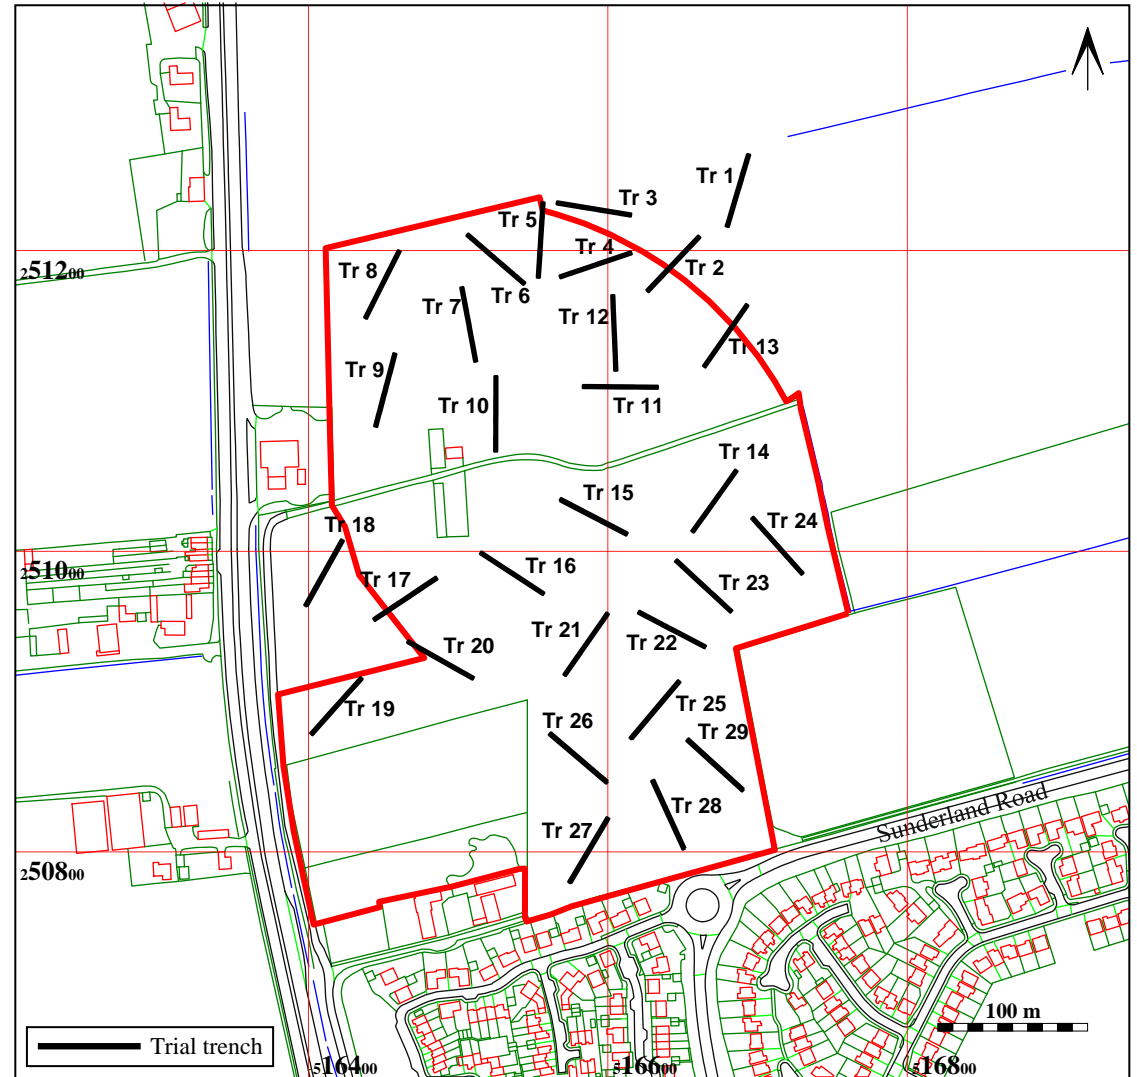 Tr 1
Tr 3
Tr 5
Tr 4
Tr 2
251200
Tr 8
Tr 6
Tr 7
Tr 12
Tr 13
Tr 9
Tr 10
Tr 11
Tr 14
Tr 15
Tr 18
Tr 24
251000
Tr 17
Tr 16
Tr 23
Tr 21
Tr 22
Tr 20
Tr 19
Tr 25
Tr 26
Tr 29
Tr 28
Sunderland Road
Tr 27
250800
100 m
Trial trench
516400
516600
516800